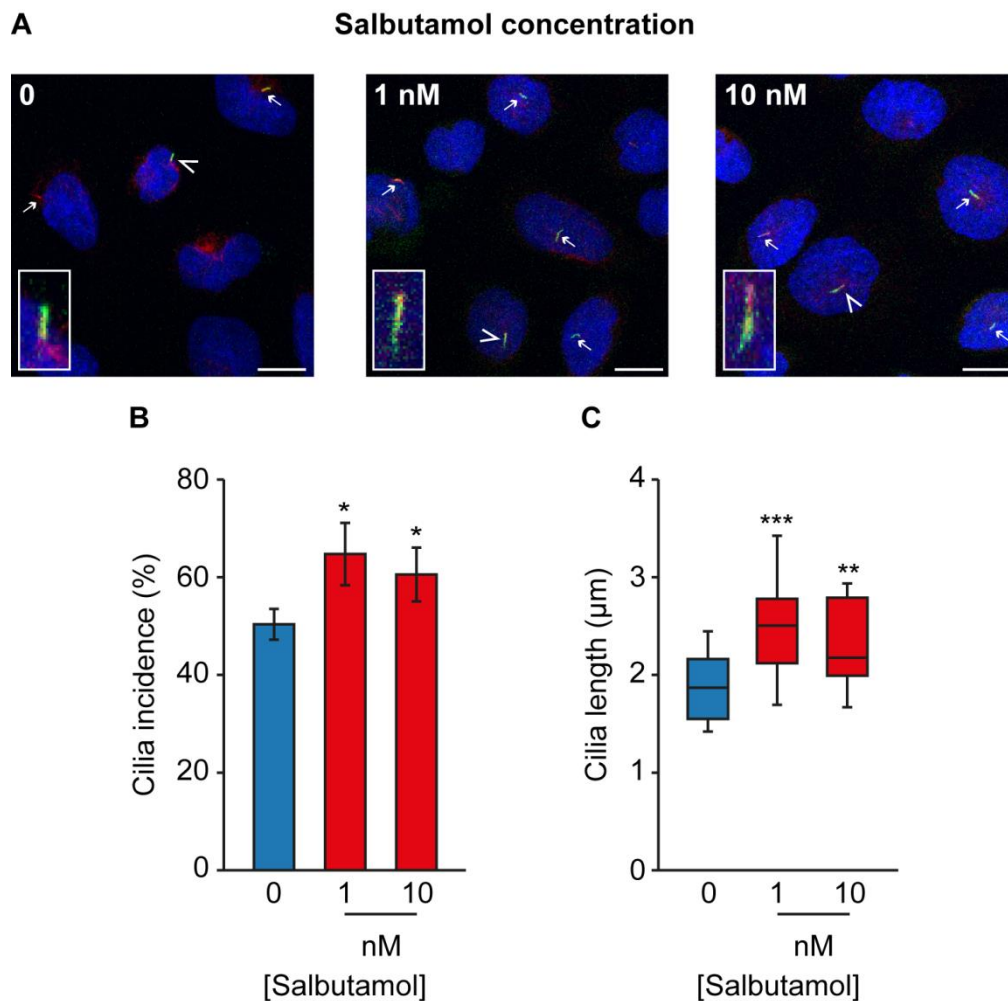 A
Salbutamol concentration
0
1 nM
10 nM
B
Cilia incidence (%)
80
60
40
20
0
*
*
0
1
10
nM
[Salbutamol]
C
Cilia length (µm)
4
3
2
1
0
***
**
0
1
10
nM
[Salbutamol]